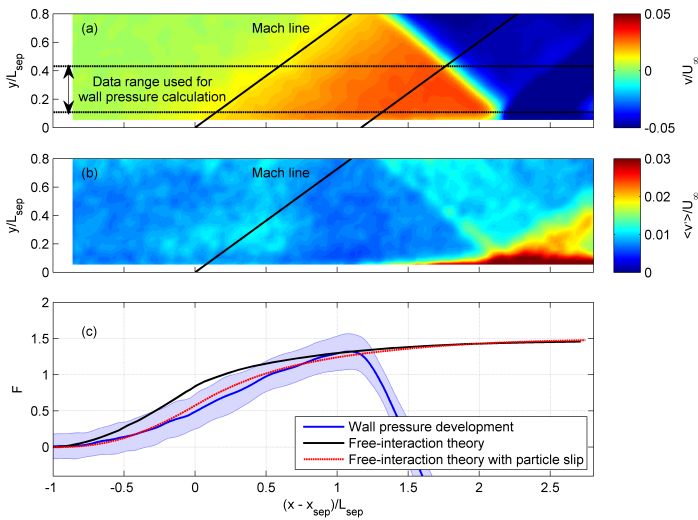 0.8
0.4
0.2
0
y/L_sep
(a)
Mach line
Data range used for
wall pressure calculation
0.05
0
-0.05
v/U_∞
0.8
0.6
0.4
0.2
0
y/L_sep
(b)
Mach line
0.03
0.02
0.01
0
<v'>/U_∞
2
1.5
1
0.5
0
F
(c)
Wall pressure development
Free-interaction theory
Free-interaction theory with particle slip
-1 -0.5 0 0.5 1 1.5 2 2.5
(x - x_sep)/L_sep